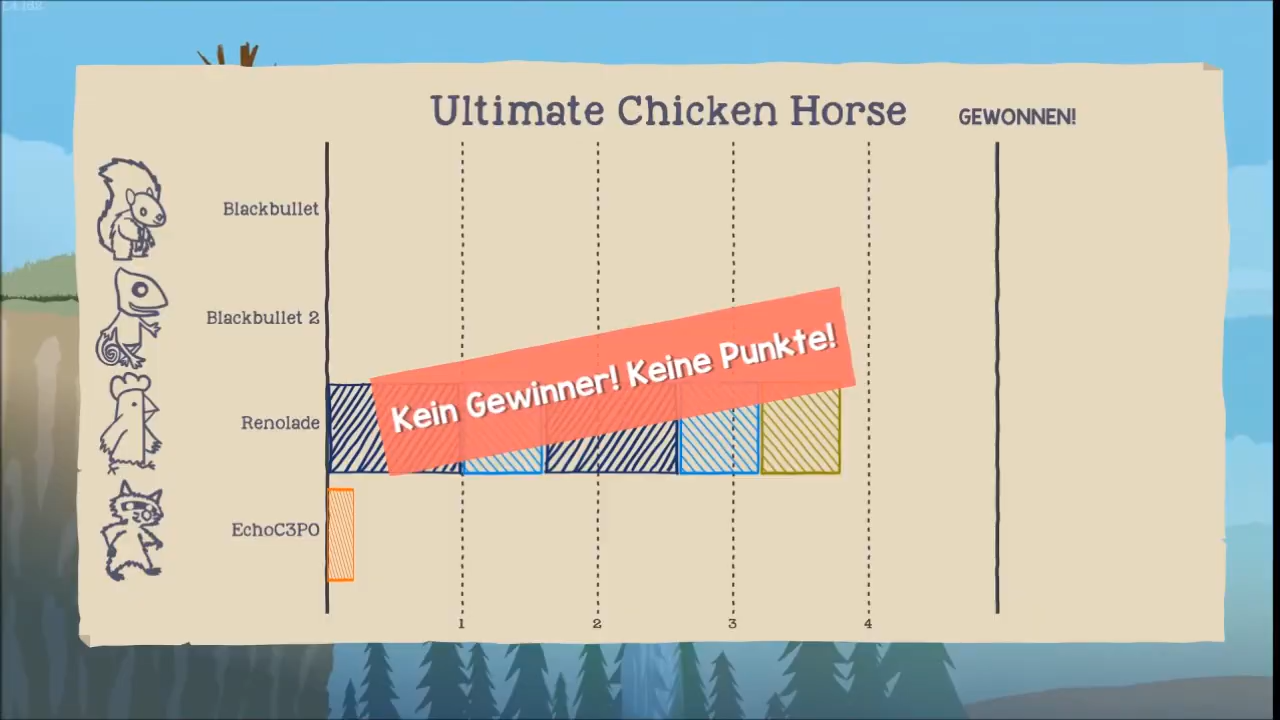 Ultimate Chicken Horse
GEWONNEN!
Blackbullet
Blackbullet 2
Kein Gewinner! Keine Punkte!
Renolade
EchoC3PO
1 2 3 4